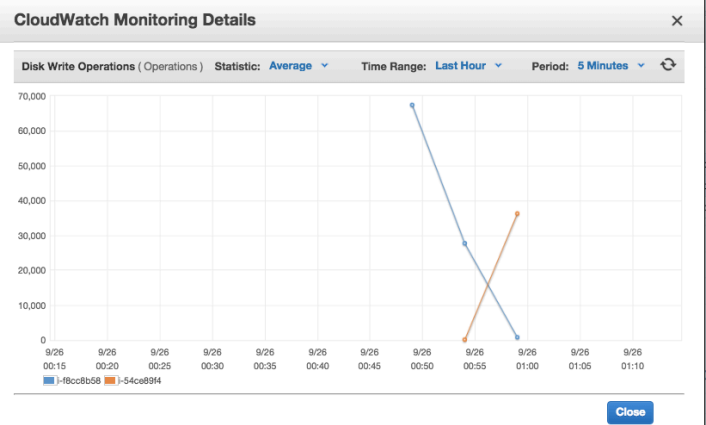 CloudWatch Monitoring Details ×
Disk Write Operations (Operations) Statistic: Average Time Range: Last Hour Period: 5 Minutes
70,000
60,000
50,000
40,000
30,000
20,000
10,000
0
9/26 9/26 9/26 9/26 9/26 9/26 9/26 9/26 9/26 9/26 9/26 9/26
00:15 00:20 00:25 00:30 00:35 00:40 00:45 00:50 00:55 01:00 01:05 01:10
i-f8cc8b58 i-54ce89f4
Close